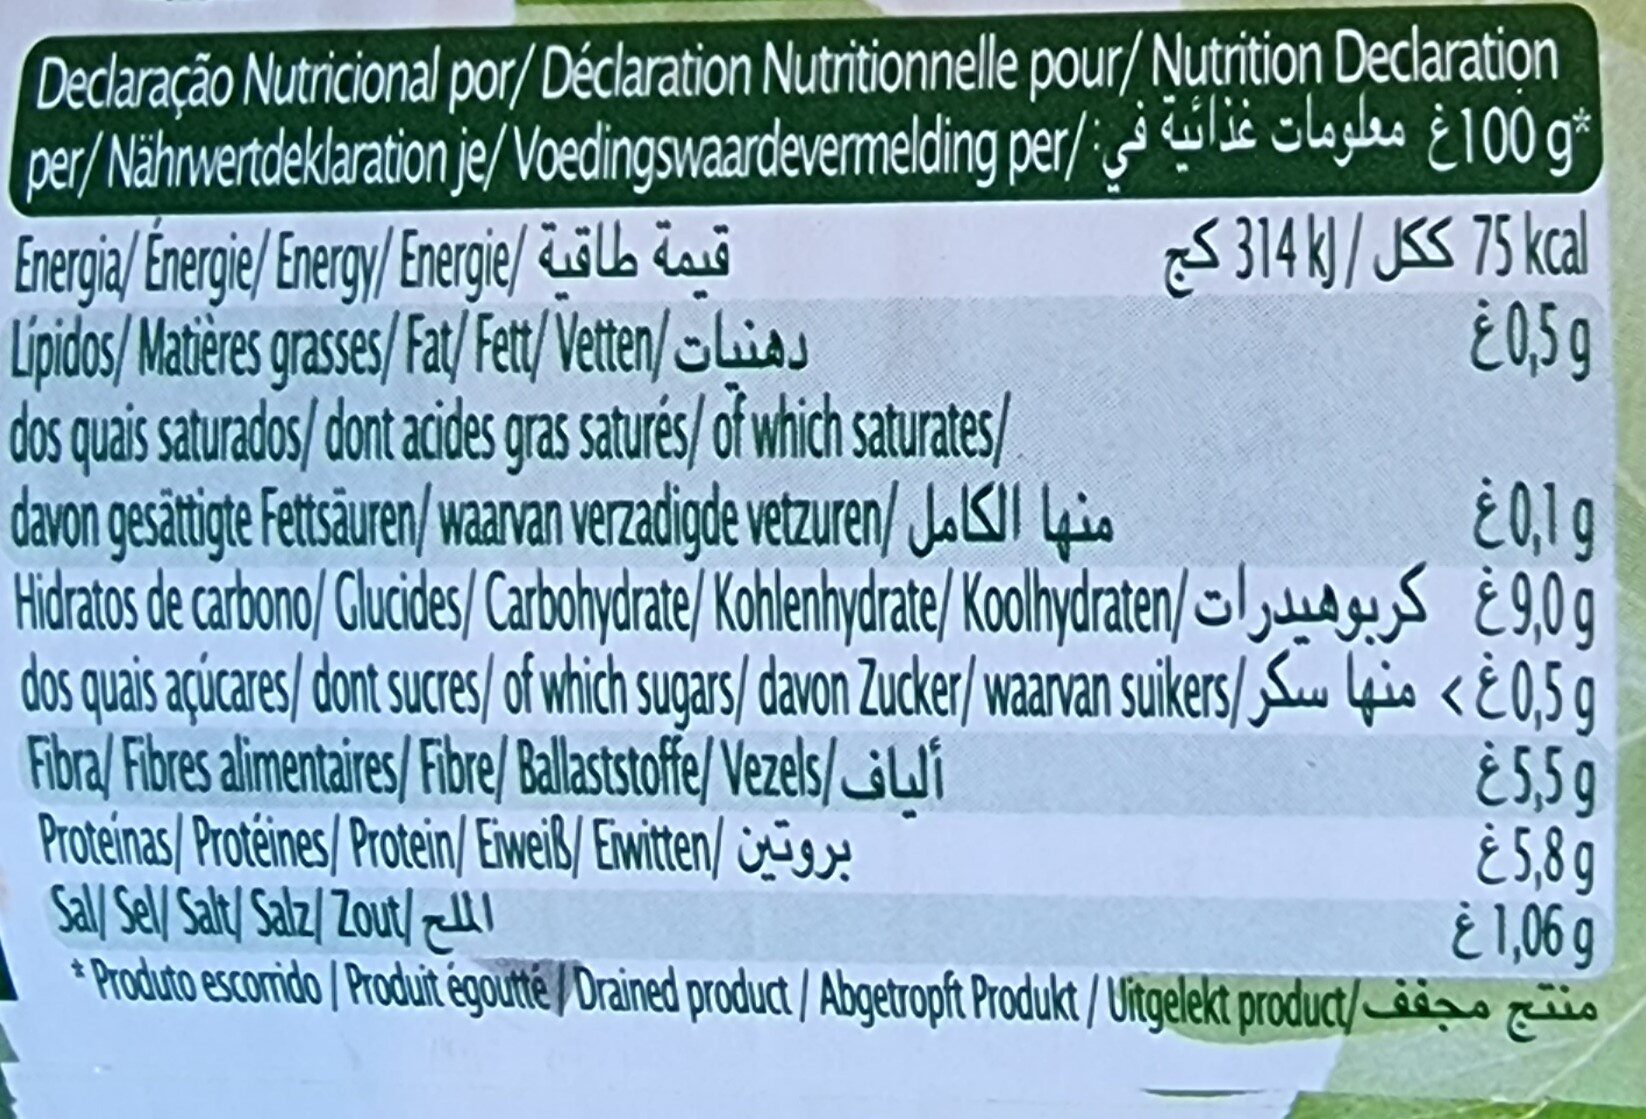 Declaração Nutricional por/ Déclaration Nutritionnelle pour/ Nutrition Declaration
per/ Nährwertdeklaration je/ Voedingswaardevermelding per/ معلومات غذائية في: 100 g* غ
Energia/ Énergie/ Energy/ Energie/ قيمة طاقية 314 kJ كج / 75 kcal ككل
Lípidos/ Matières grasses/ Fat/ Fett/ Vetten/ دهنيات 0,5 g غ
dos quais saturados/ dont acides gras saturés/ of which saturates/
davon gesättigte Fettsäuren/ waarvan verzadigde vetzuren/ منها الكامل 0,1 g غ
Hidratos de carbono/ Glucides/ Carbohydrate/ Kohlenhydrate/ Koolhydraten/ كربوهيدرات 9,0 g غ
dos quais açúcares/ dont sucres/ of which sugars/ davon Zucker/ waarvan suikers/ منها سكر < 0,5 g غ
Fibra/ Fibres alimentaires/ Fibre/ Ballaststoffe/ Vezels/ ألياف 5,5 g غ
Proteínas/ Protéines/ Protein/ Eiweiß/ Eiwitten/ بروتين 5,8 g غ
Sal/ Sel/ Salt/ Salz/ Zout/ الملح 1,06 g غ
* Produto escorrido / Produit égoutté / Drained product / Abgetropft Produkt / Uitgelekt product/ منتج مجفف